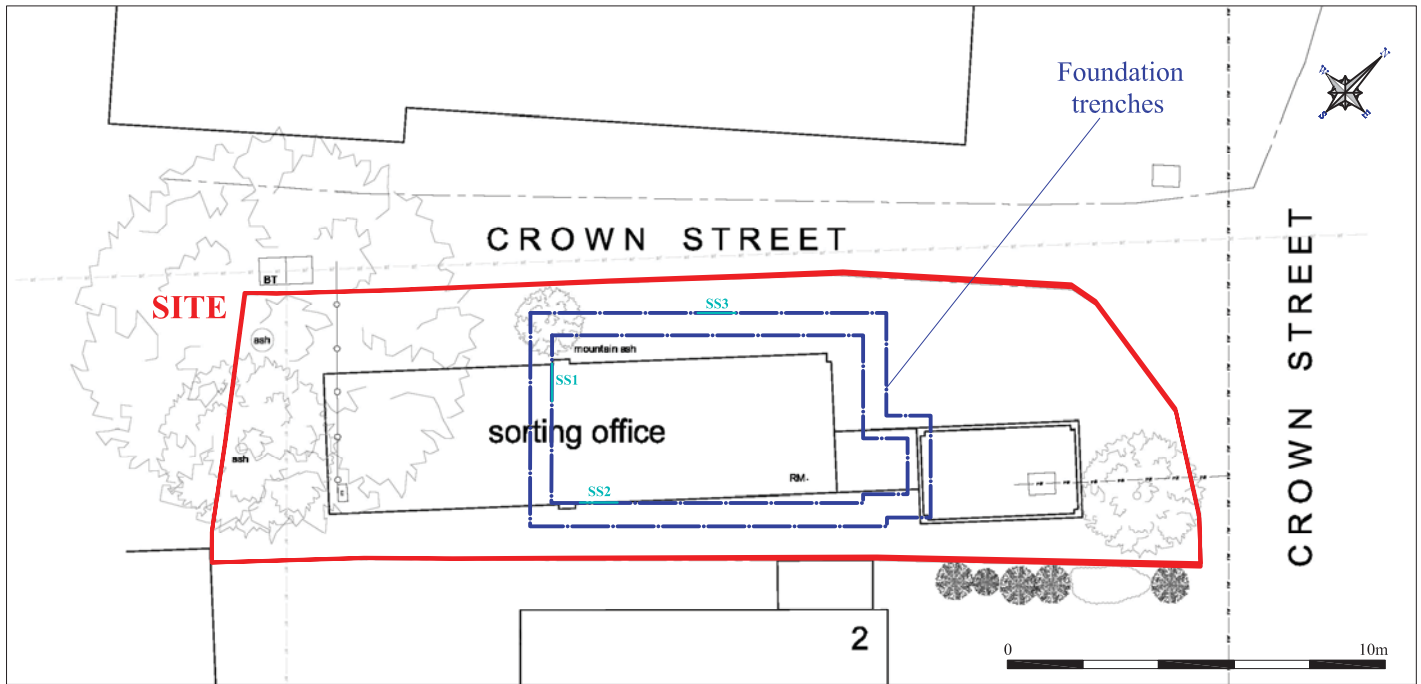 Foundation
trenches
N
W
S
E
CROWN STREET
CROWN STREET
BT
SITE
SS3
ash
mountain ash
SS1
sorting office
ash
RM.
SS2
2
0 10m